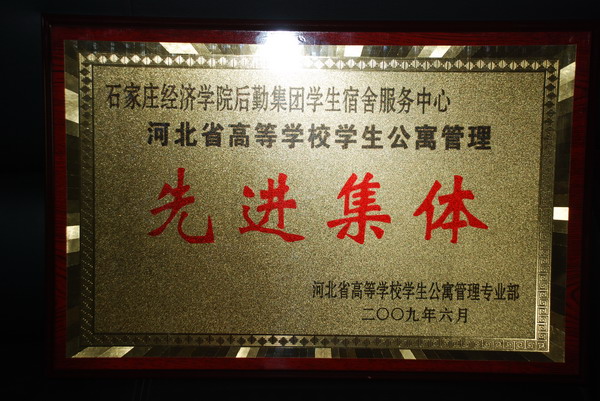 石家庄经济学院后勤集团学生宿舍服务中心
河北省高等学校学生公寓管理
先进集体
河北省高等学校学生公寓管理专业部
二〇〇九年六月